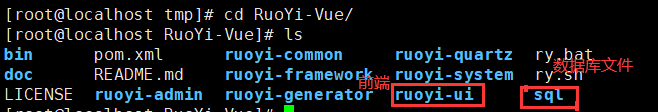 [root@localhost tmp]# cd RuoYi-Vue/
[root@localhost RuoYi-Vue]# ls
bin pom.xml ruoyi-common ruoyi-quartz ry.bat
doc README.md ruoyi-framework ruoyi-system ry.sh 数据库文件
LICENSE ruoyi-admin ruoyi-generator 前端 ruoyi-ui sql
[root@localhost RuoYi-Vue]#